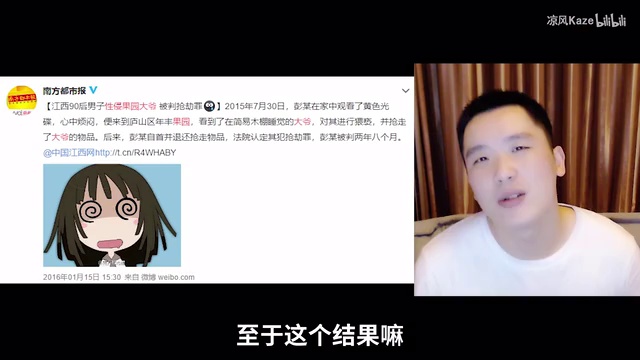 凉风Kaze bilibili
南方都市报
【江西90后男子性侵果园大爷 被判抢劫罪】2015年7月30日，彭某在家中观看了黄色光
碟，心中烦闷，便来到庐山区年丰果园，看到了在简易木棚睡觉的大爷，对其进行猥亵，并抢走
了大爷的物品。后来，彭某自首并退还抢走物品，法院认定其犯抢劫罪，彭某被判两年八个月。
@中国江西网http://t.cn/R4WHABY
2016年01月15日 15:30 来自 微博 weibo.com
至于这个结果嘛